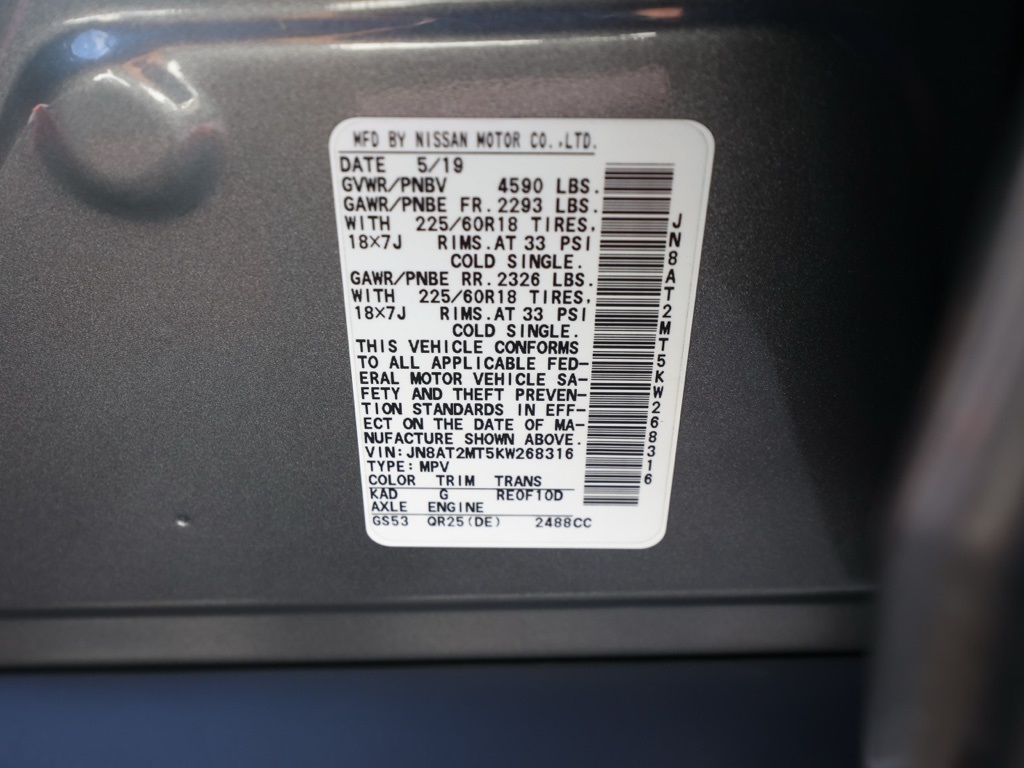 MFD BY NISSAN MOTOR CO.,LTD.
DATE 5/19
GVWR/PNBV 4590 LBS.
GAWR/PNBE FR. 2293 LBS.
WITH 225/60R18 TIRES,
18×7J RIMS.AT 33 PSI
COLD SINGLE.
GAWR/PNBE RR. 2326 LBS.
WITH 225/60R18 TIRES,
18×7J RIMS.AT 33 PSI
COLD SINGLE.
THIS VEHICLE CONFORMS
TO ALL APPLICABLE FED-
ERAL MOTOR VEHICLE SA-
FETY AND THEFT PREVEN-
TION STANDARDS IN EFF-
ECT ON THE DATE OF MA-
NUFACTURE SHOWN ABOVE.
VIN:JN8AT2MT5KW268316
TYPE:MPV
COLOR TRIM TRANS
KAD G RE0F10D
AXLE ENGINE
GS53 QR25(DE) 2488CC
JN8AT2MT5KW268316